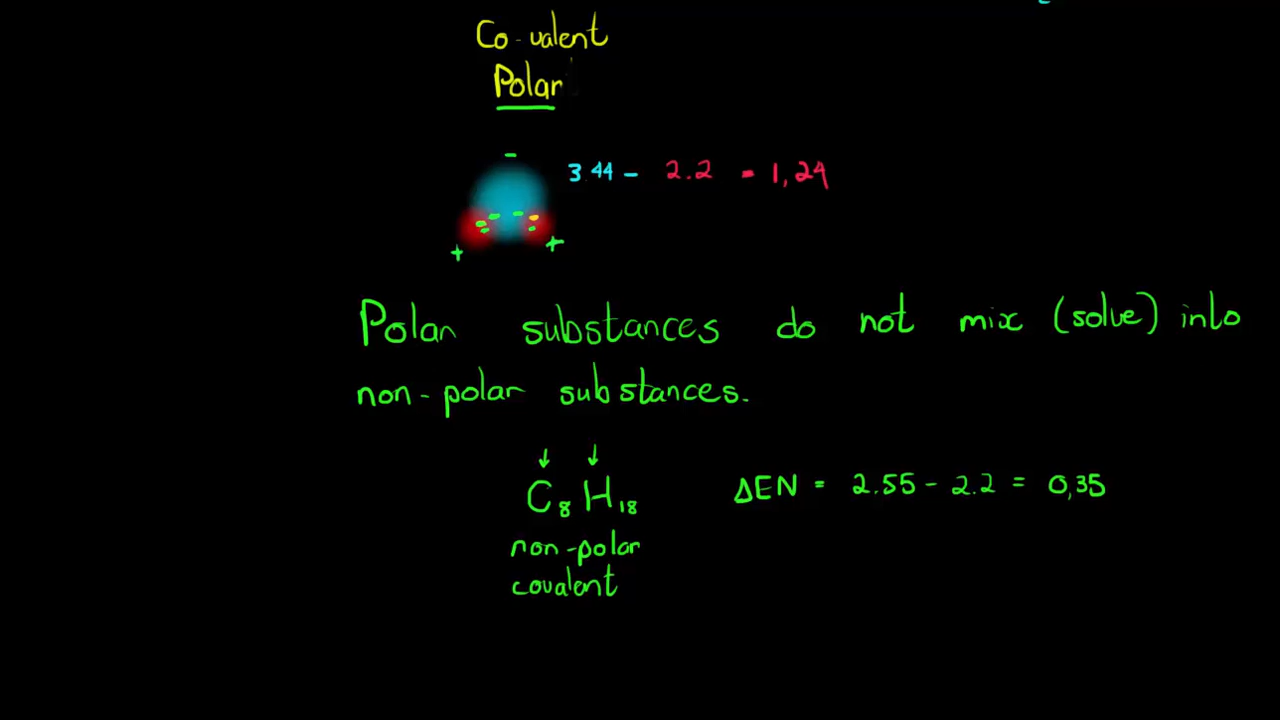 Co-valent
Polar
-
3.44 - 2.2 = 1,24
+ +
Polar substances do not mix (solve) into
non-polar substances.
↓ ↓
C₈H₁₈ ΔEN = 2.55 - 2.2 = 0,35
non-polar
covalent